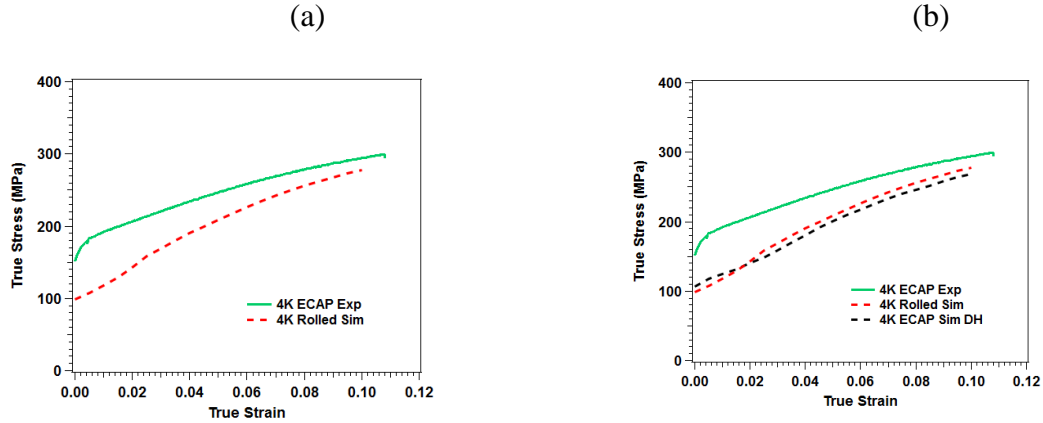 (a)
(b)
400
300
200
100
0
0.00 0.02 0.04 0.06 0.08 0.10 0.12
True Stress (MPa)
True Strain
4K ECAP Exp
4K Rolled Sim
400
300
200
100
0
0.00 0.02 0.04 0.06 0.08 0.10 0.12
True Stress (MPa)
True Strain
4K ECAP Exp
4K Rolled Sim
4K ECAP Sim DH